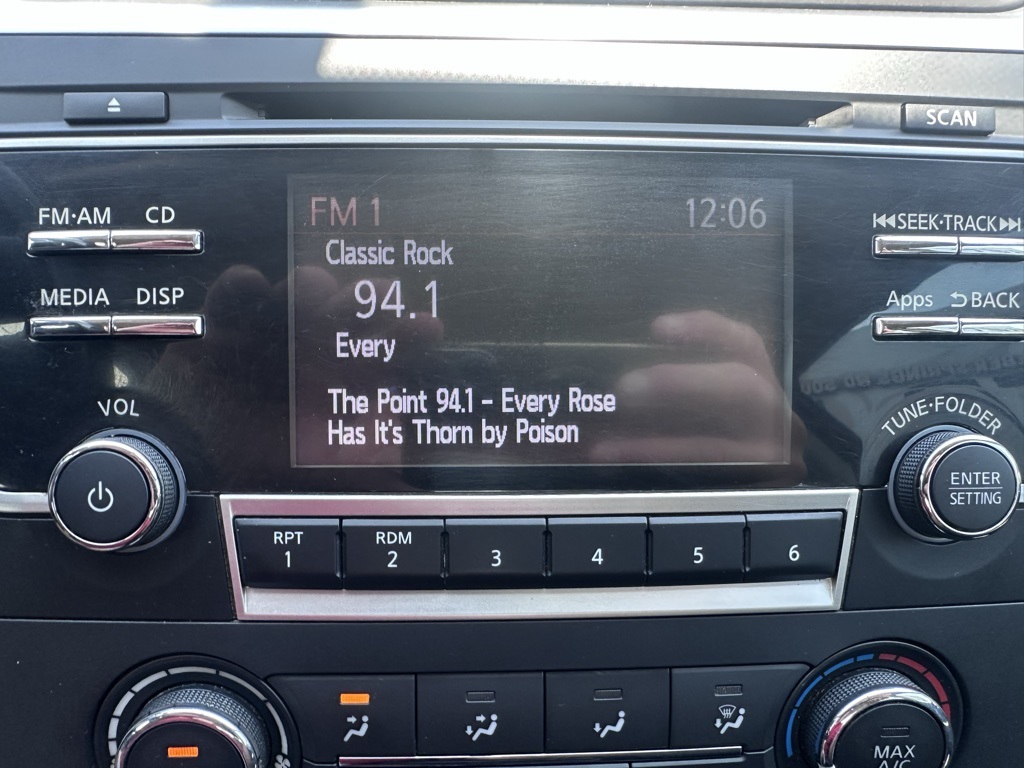 SCAN
FM·AM CD
FM 1 12:06
SEEK·TRACK
Classic Rock
MEDIA DISP
94.1
Apps BACK
Every
The Point 94.1 - Every Rose
Has It's Thorn by Poison
VOL
TUNE·FOLDER
ENTER
SETTING
RPT RDM
1 2 3 4 5 6
MAX
A/C